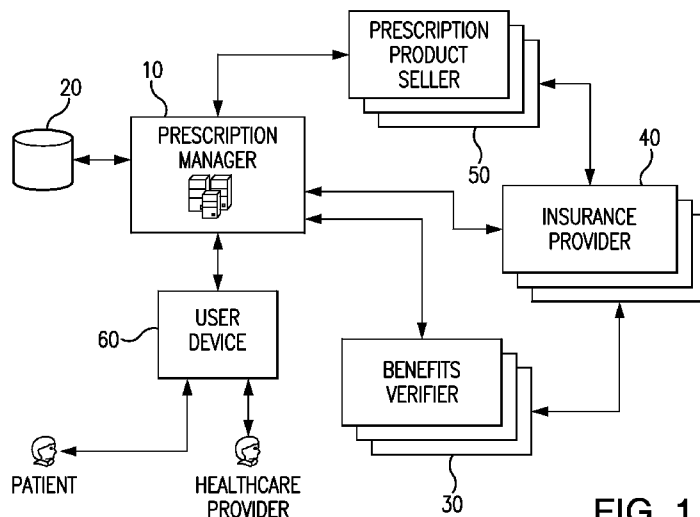 PRESCRIPTION
PRODUCT
SELLER
10
20
PRESCRIPTION
MANAGER
50
40
INSURANCE
PROVIDER
60
USER
DEVICE
BENEFITS
VERIFIER
PATIENT
HEALTHCARE
PROVIDER
30
FIG. 1